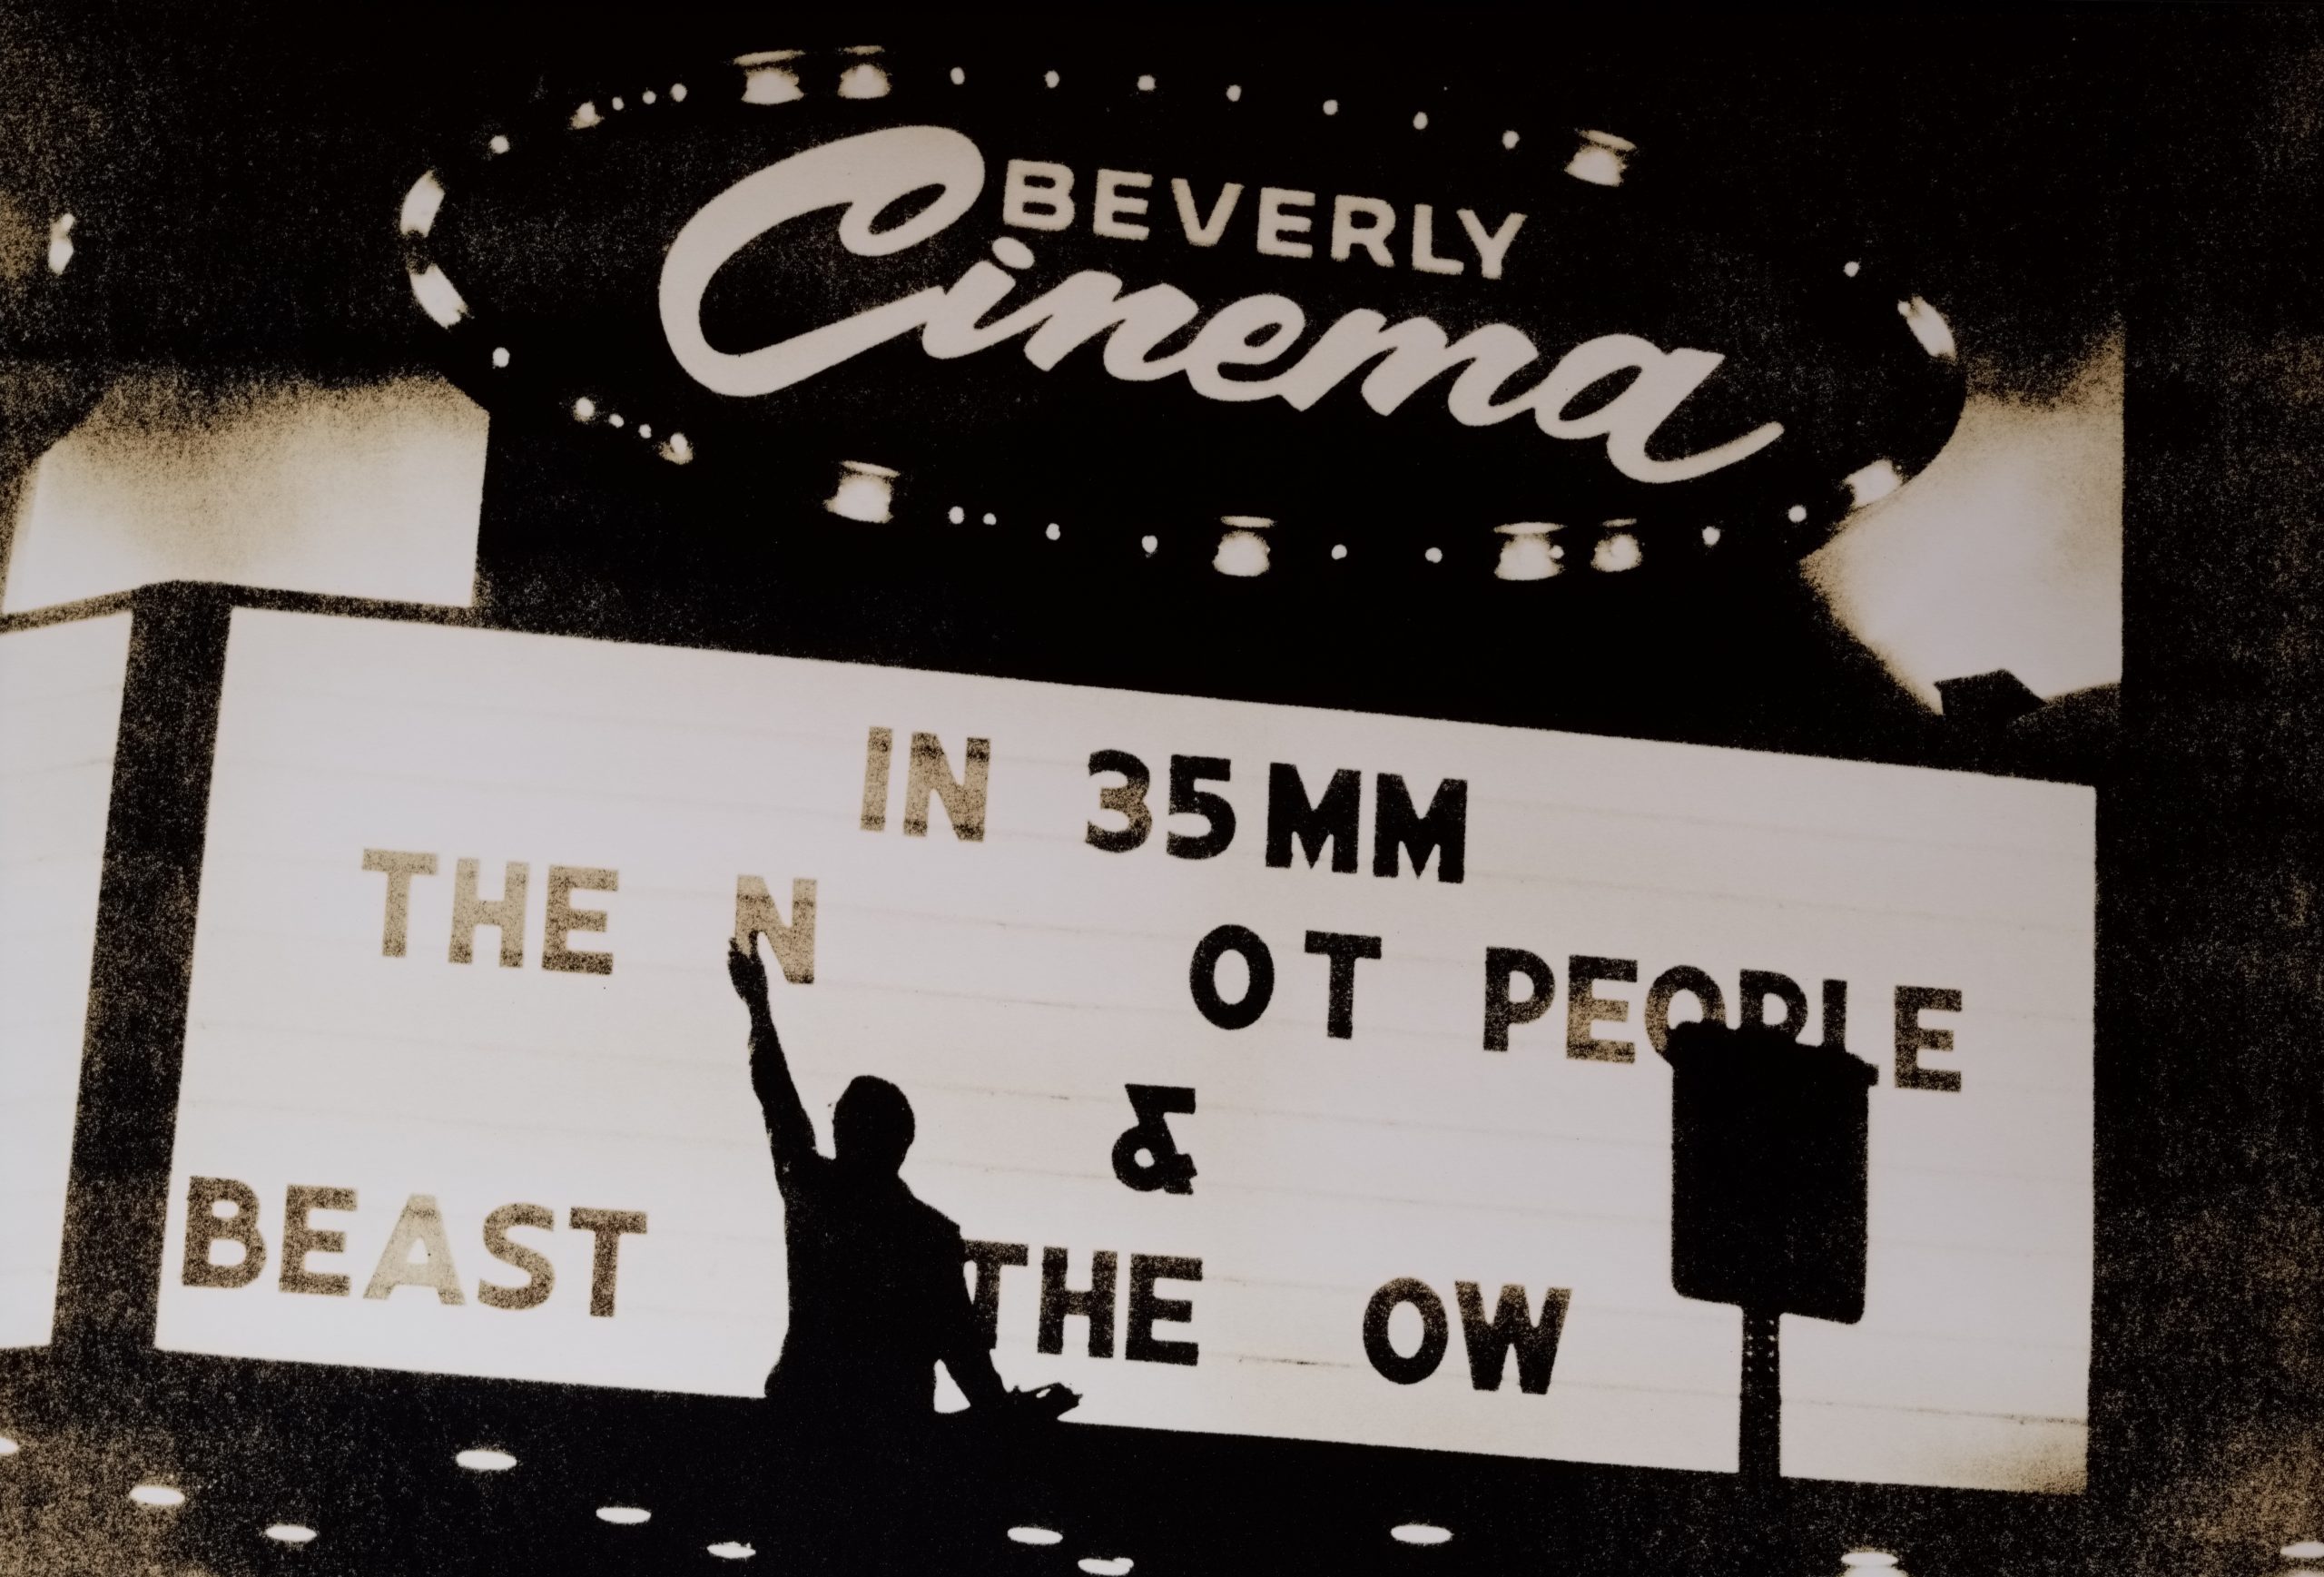 BEVERLY
Cinema
IN 35MM
THE N OT PEOPLE
&
BEAST THE OW